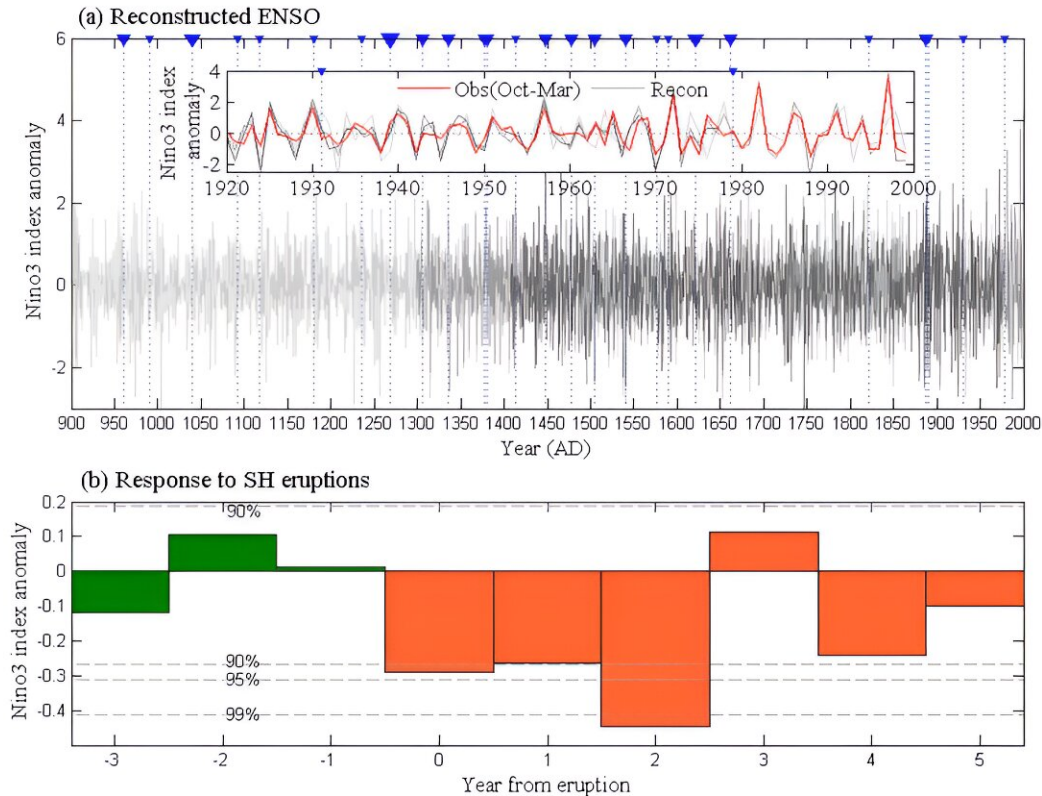 (a) Reconstructed ENSO
6
4
2
0
-2
Nino3 index anomaly
4
2
0
-2
Nino3 index
anomaly
Obs(Oct-Mar) Recon
1920 1930 1940 1950 1960 1970 1980 1990 2000
900 950 1000 1050 1100 1150 1200 1250 1300 1350 1400 1450 1500 1550 1600 1650 1700 1750 1800 1850 1900 1950 2000
Year (AD)
(b) Response to SH eruptions
0.2
0.1
0
-0.1
-0.2
-0.3
-0.4
Nino3 index anomaly
90%
90%
95%
99%
-3 -2 -1 0 1 2 3 4 5
Year from eruption